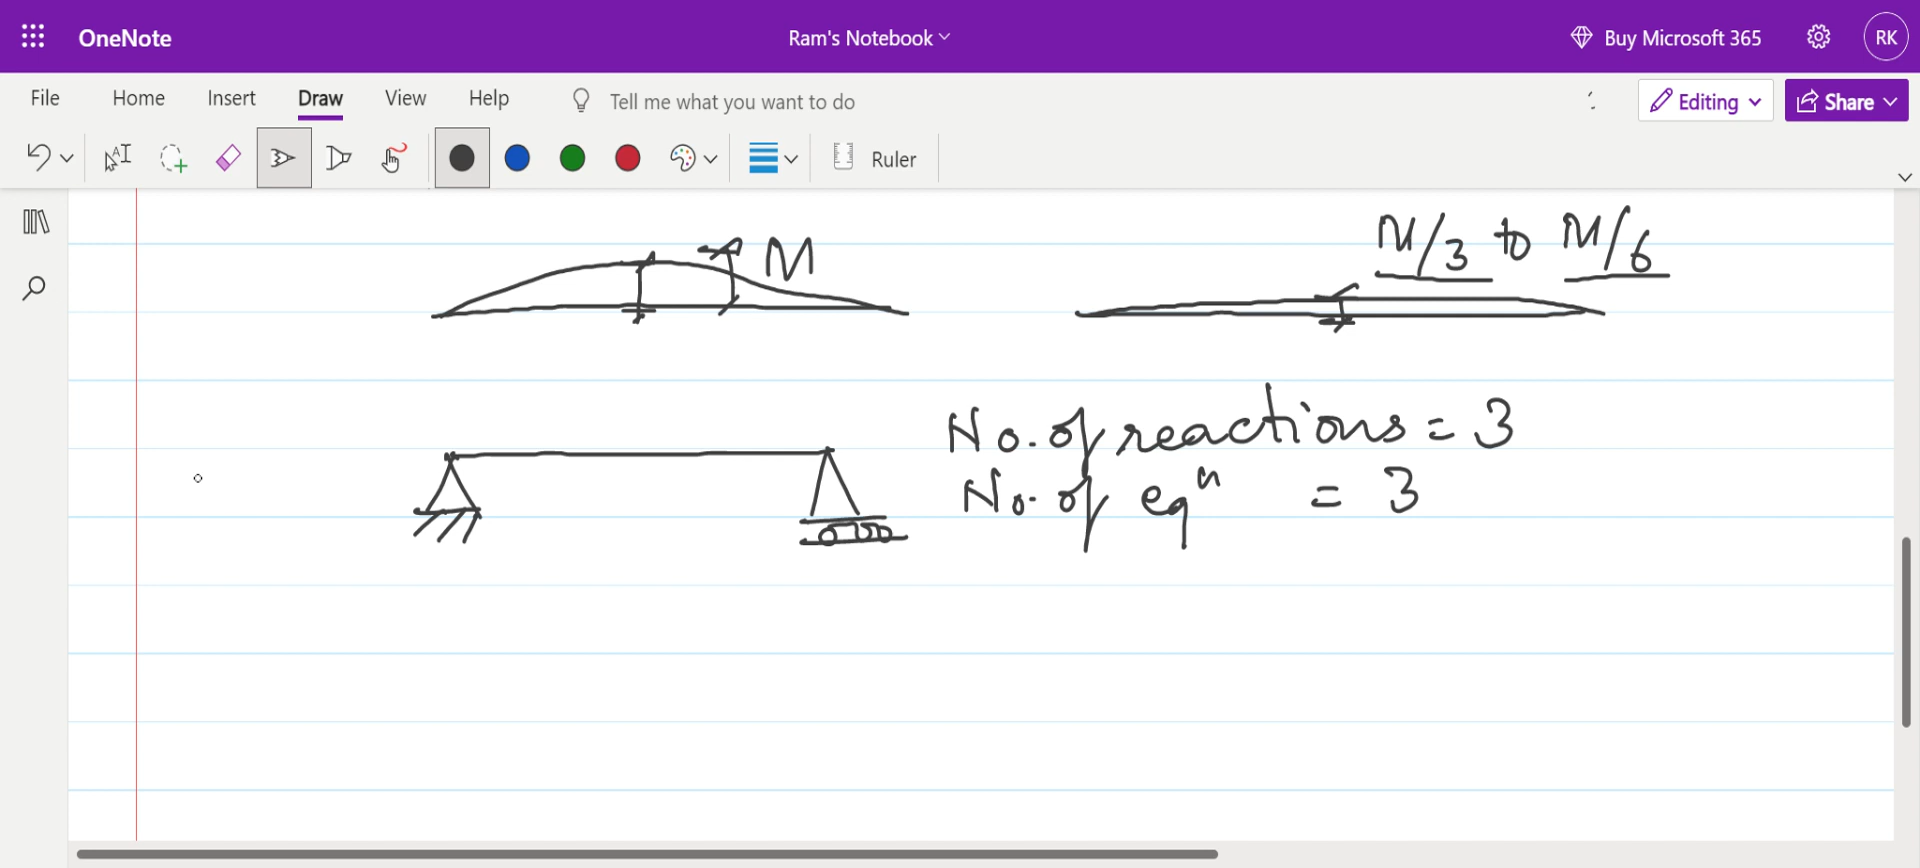 OneNote
Ram's Notebook
Buy Microsoft 365
RK
File Home Insert Draw View Help Tell me what you want to do
Editing
Share
Ruler
M
M/3 to M/6
No. of reactions = 3
No. of eqⁿ = 3